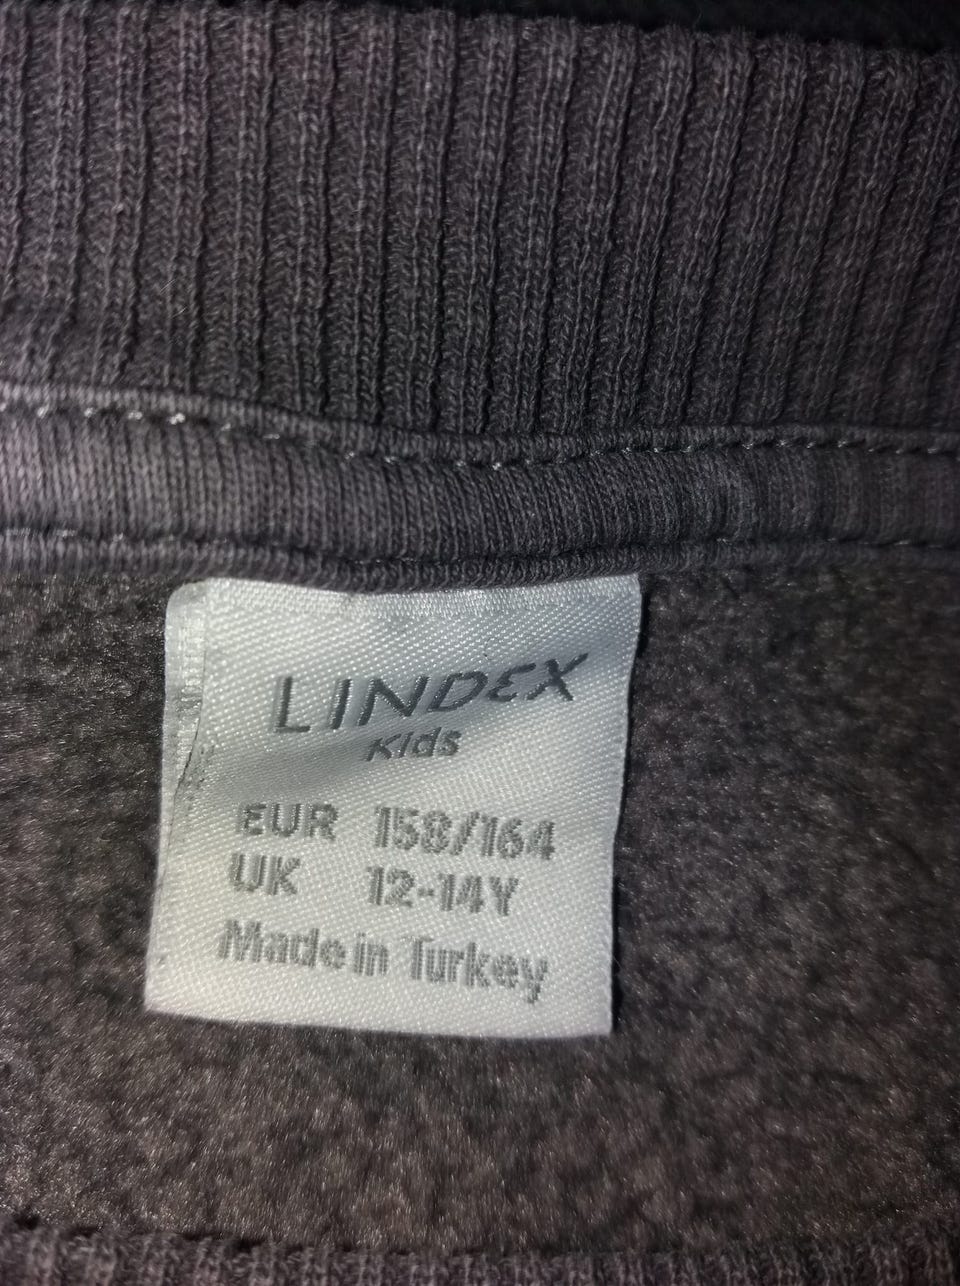 LINDEX
Kids
EUR 158/164
UK 12-14Y
Made in Turkey